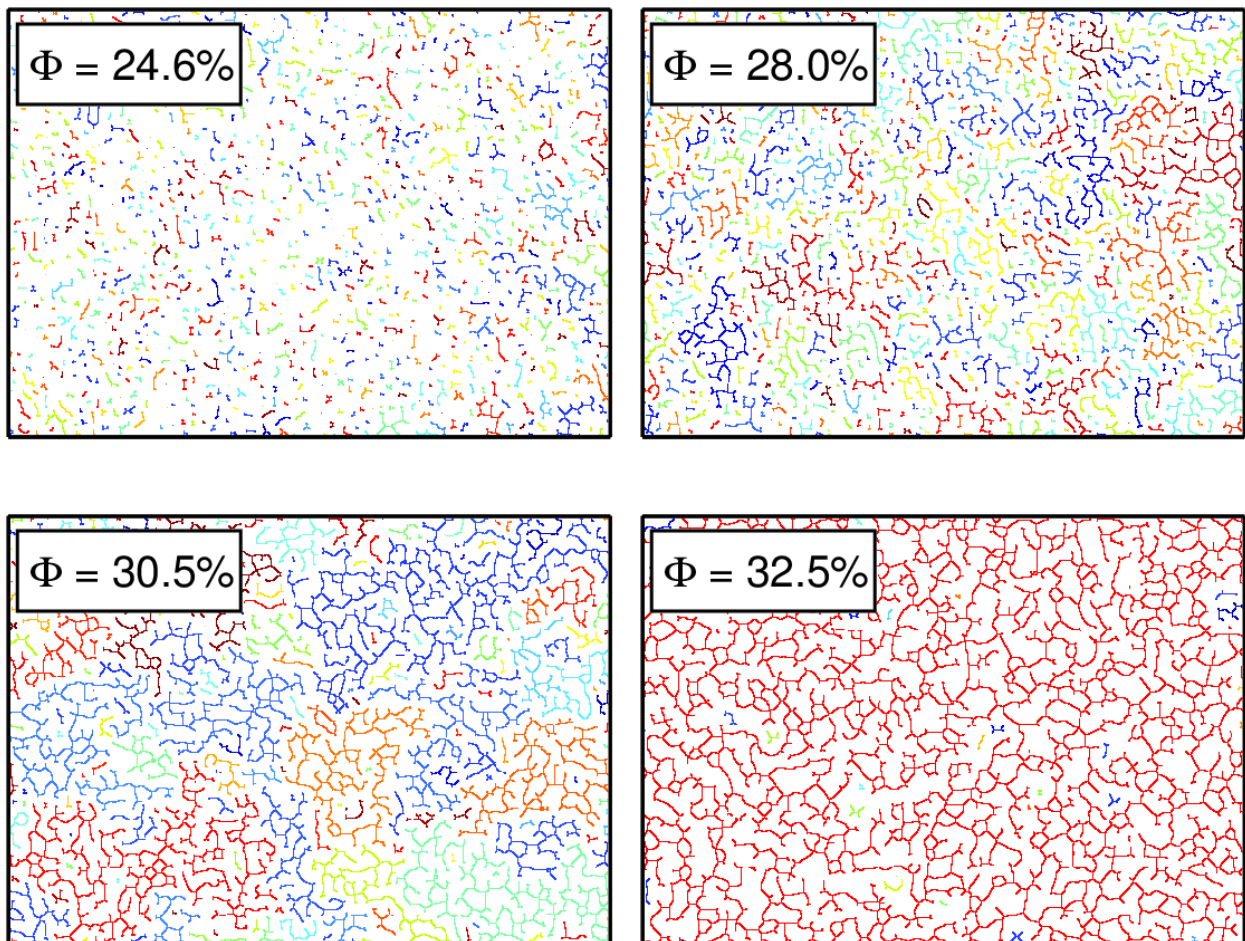 Φ = 24.6%
Φ = 28.0%
Φ = 30.5%
Φ = 32.5%